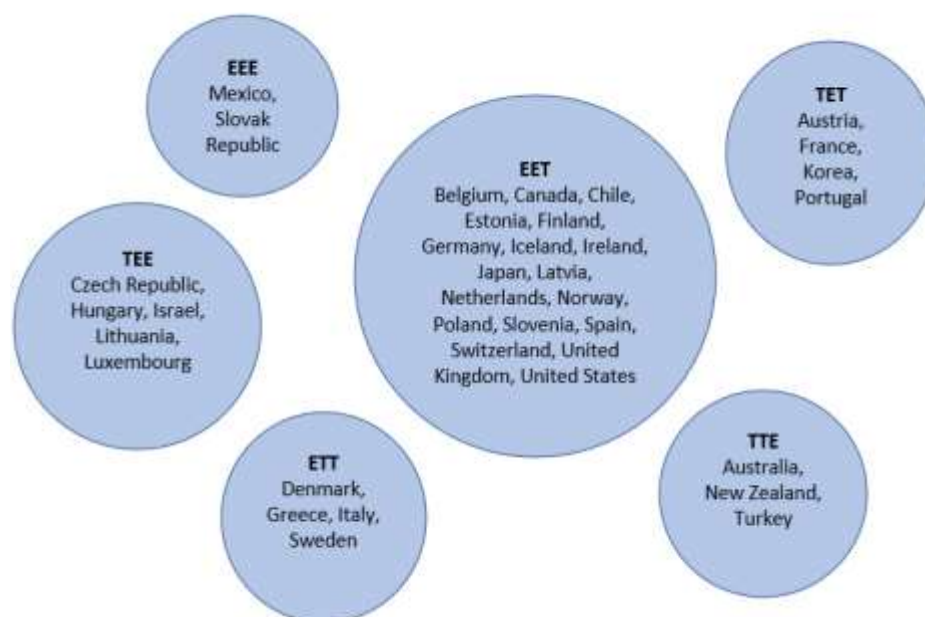 EEE
Mexico,
Slovak
Republic
TET
Austria,
France,
Korea,
Portugal
EET
Belgium, Canada, Chile,
Estonia, Finland,
Germany, Iceland, Ireland,
Japan, Latvia,
Netherlands, Norway,
Poland, Slovenia, Spain,
Switzerland, United
Kingdom, United States
TEE
Czech Republic,
Hungary, Israel,
Lithuania,
Luxembourg
ETT
Denmark,
Greece, Italy,
Sweden
TTE
Australia,
New Zealand,
Turkey